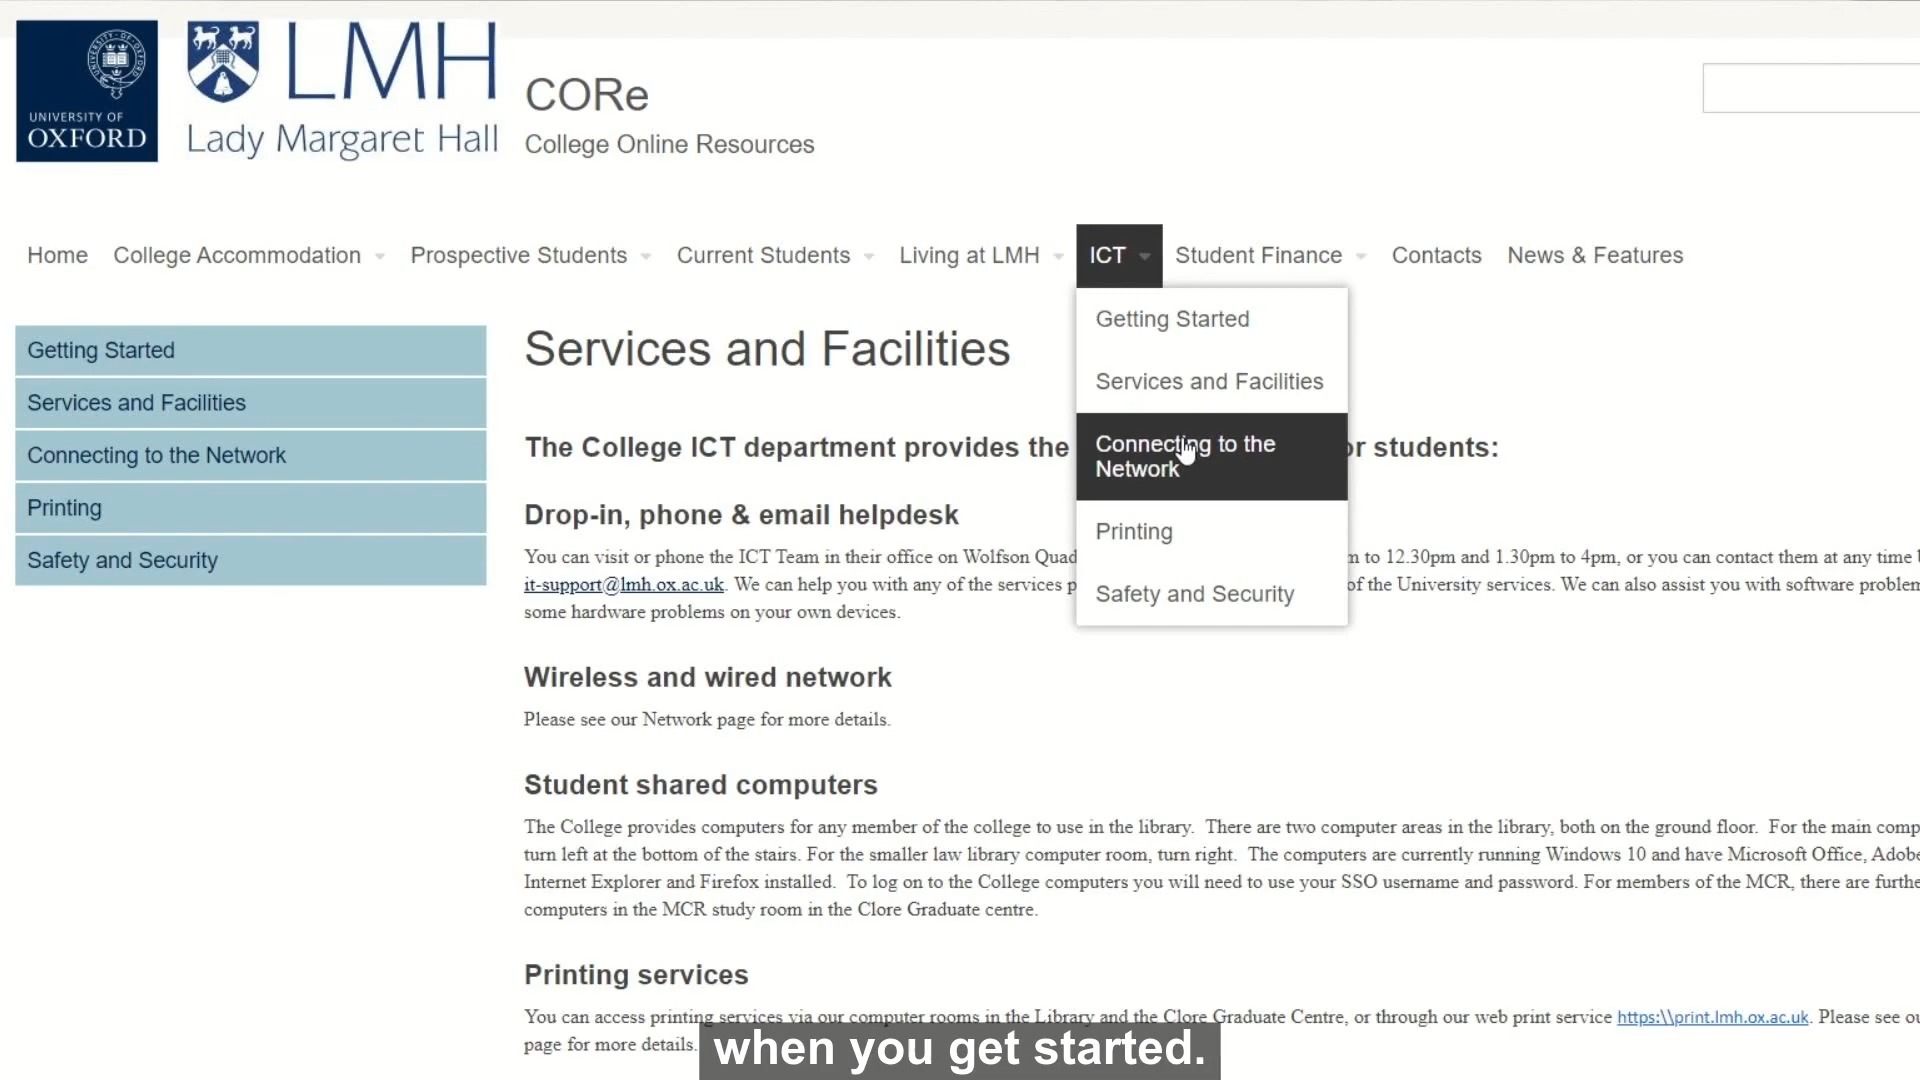 UNIVERSITY OF
OXFORD
LMH
Lady Margaret Hall
CORe
College Online Resources
Home College Accommodation Prospective Students Current Students Living at LMH ICT Student Finance Contacts News & Features
Getting Started
Services and Facilities
Connecting to the
Network
Printing
Safety and Security
Getting Started
Services and Facilities
Connecting to the Network
Printing
Safety and Security
Services and Facilities
The College ICT department provides the or students:
Drop-in, phone & email helpdesk
You can visit or phone the ICT Team in their office on Wolfson Quad to 12.30pm and 1.30pm to 4pm, or you can contact them at any time
it-support@lmh.ox.ac.uk. We can help you with any of the services of the University services. We can also assist you with software problem
some hardware problems on your own devices.
Wireless and wired network
Please see our Network page for more details.
Student shared computers
The College provides computers for any member of the college to use in the library. There are two computer areas in the library, both on the ground floor. For the main comp
turn left at the bottom of the stairs. For the smaller law library computer room, turn right. The computers are currently running Windows 10 and have Microsoft Office, Adobe
Internet Explorer and Firefox installed. To log on to the College computers you will need to use your SSO username and password. For members of the MCR, there are furthe
computers in the MCR study room in the Clore Graduate centre.
Printing services
You can access printing services via our computer rooms in the Library and the Clore Graduate Centre, or through our web print service https:\\print.lmh.ox.ac.uk. Please see ou
page for more details.
when you get started.